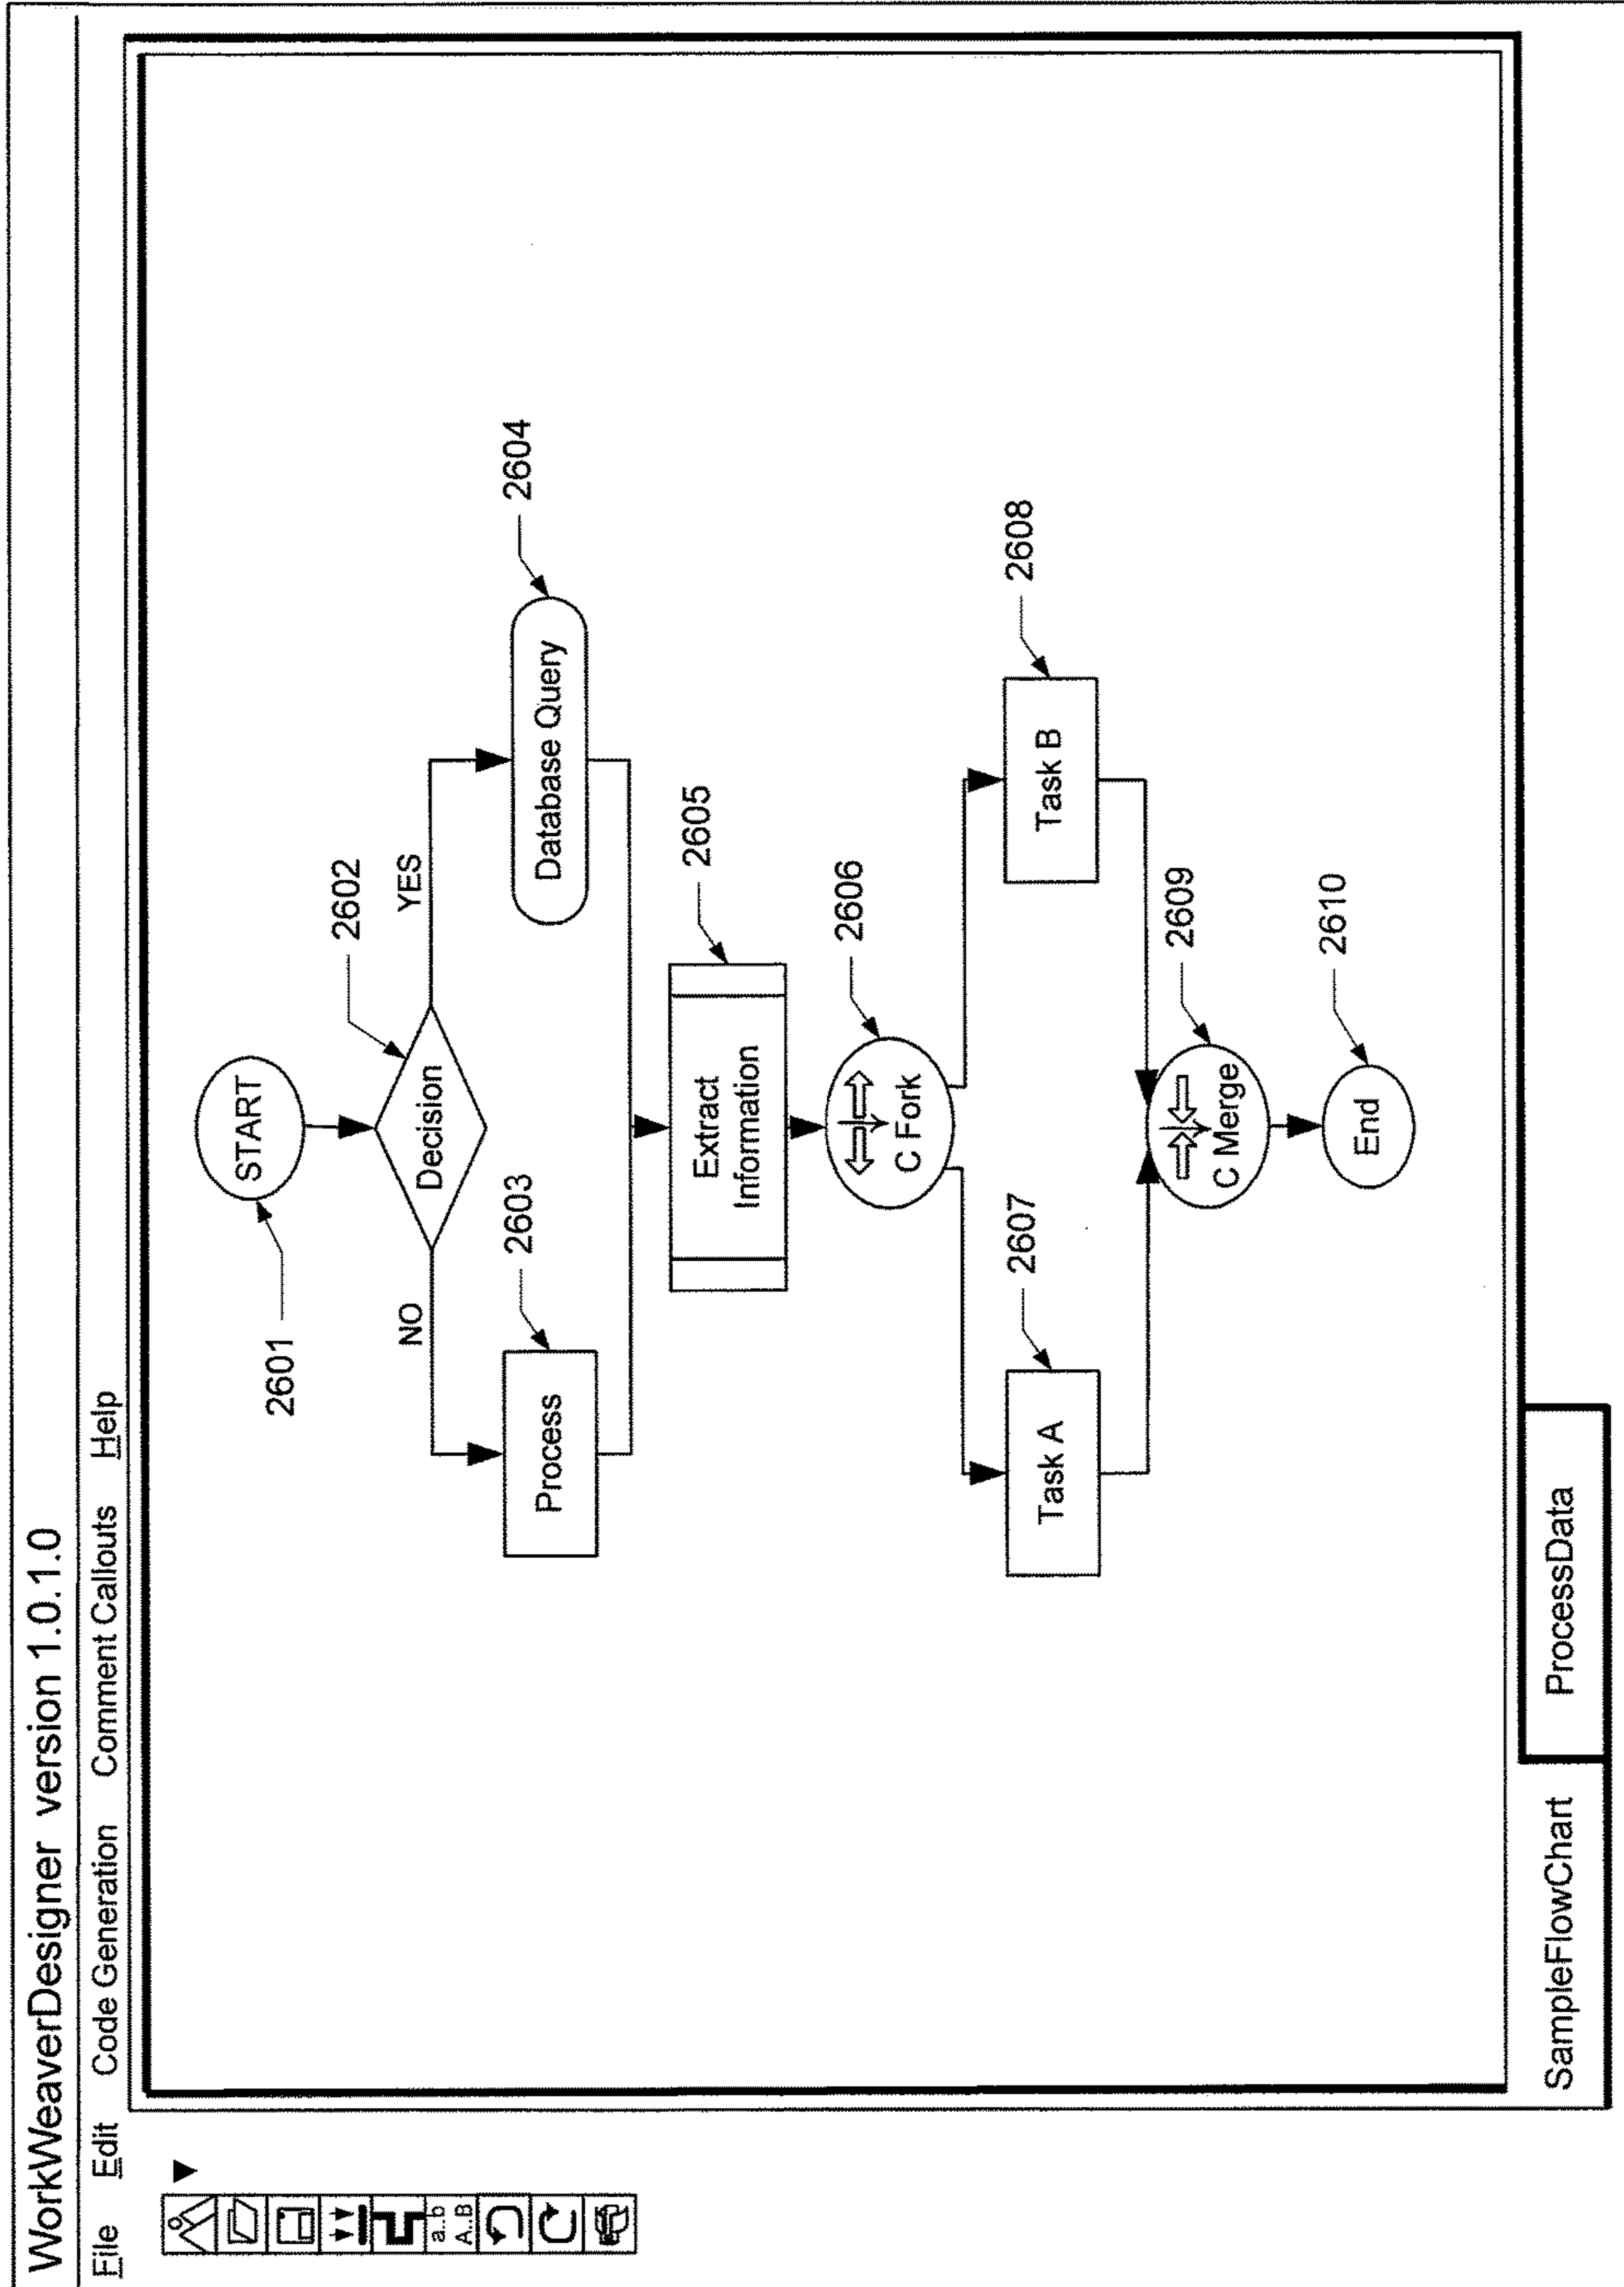 WorkWeaverDesigner version 1.0.1.0
File Edit Code Generation Comment Callouts Help
a..b
A..B
START
2601
Decision
2602
NO
YES
Process
2603
Database Query
2604
Extract
Information
2605
C Fork
2606
Task A
2607
Task B
2608
C Merge
2609
End
2610
SampleFlowChart
ProcessData